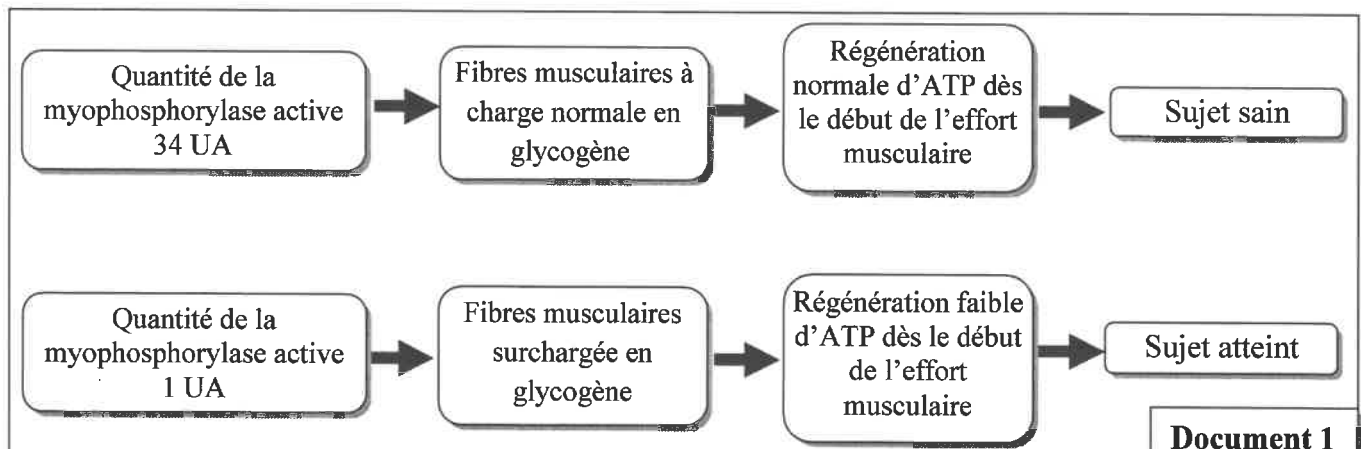 Quantité de la
myophosphorylase active
34 UA
Fibres musculaires à
charge normale en
glycogène
Régénération
normale d'ATP dès
le début de l'effort
musculaire
Sujet sain
Quantité de la
myophosphorylase active
1 UA
Fibres musculaires
surchargée en
glycogène
Régénération faible
d'ATP dès le début
de l'effort
musculaire
Sujet atteint
Document 1